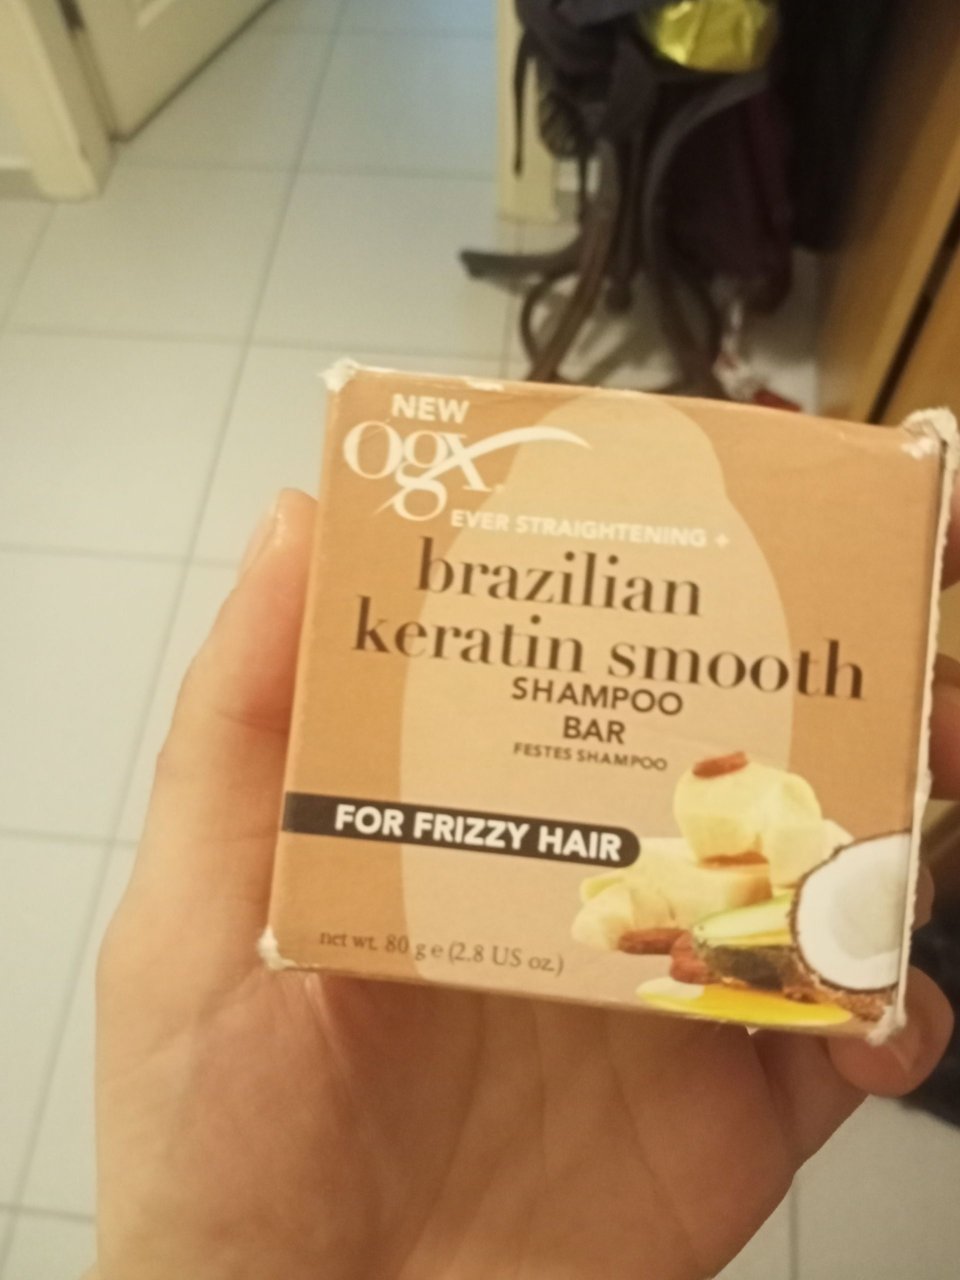 NEW
ogx
EVER STRAIGHTENING +
brazilian
keratin smooth
SHAMPOO
BAR
FESTES SHAMPOO
FOR FRIZZY HAIR
net wt. 80 g e (2.8 US oz.)